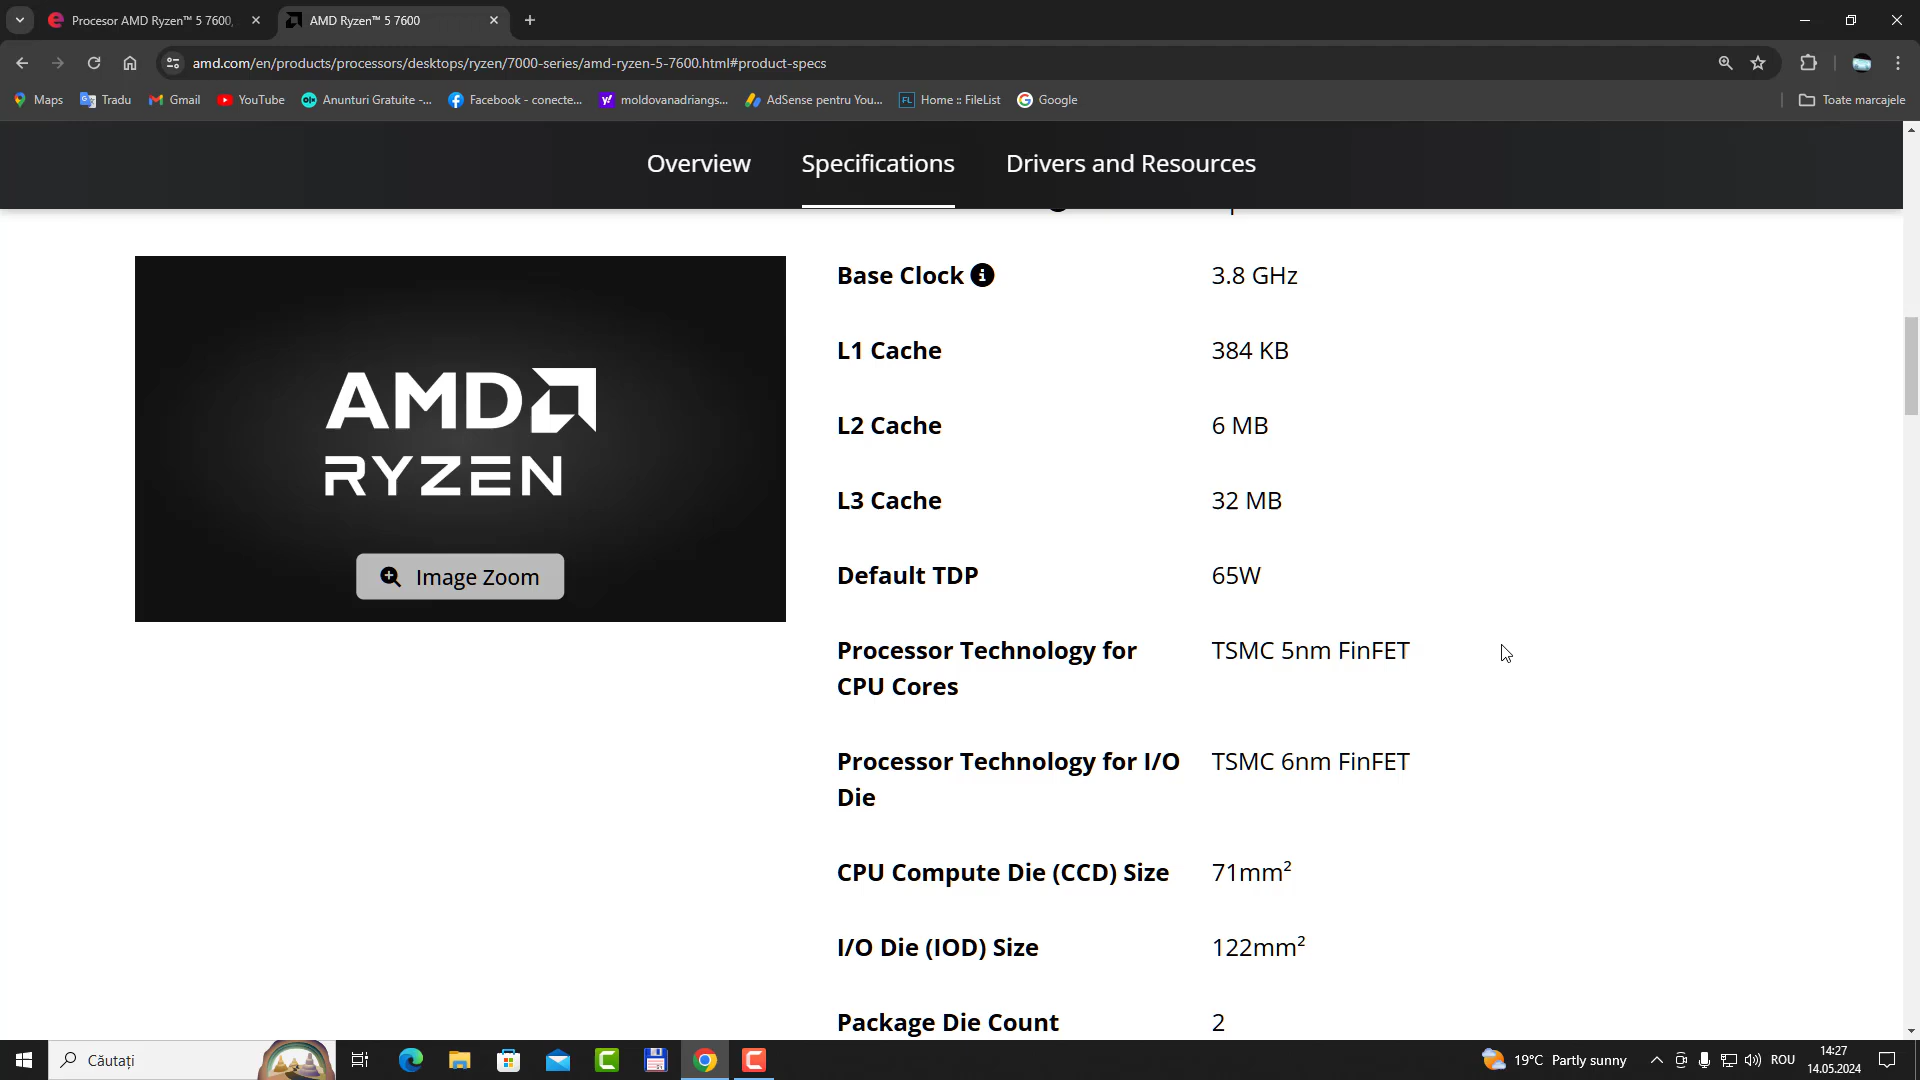 Procesor AMD Ryzen™ 5 7600,
AMD Ryzen™ 5 7600
amd.com/en/products/processors/desktops/ryzen/7000-series/amd-ryzen-5-7600.html#product-specs
Maps
Tradu
Gmail
YouTube
Anunturi Gratuite -...
Facebook - conecte...
moldovanadriangs...
AdSense pentru You...
FL
Home :: FileList
Google
Toate marcajele
Overview
Specifications
Drivers and Resources
AMD
RYZEN
Image Zoom
Base Clock 3.8 GHz
L1 Cache 384 KB
L2 Cache 6 MB
L3 Cache 32 MB
Default TDP 65W
Processor Technology for TSMC 5nm FinFET
CPU Cores
Processor Technology for I/O TSMC 6nm FinFET
Die
CPU Compute Die (CCD) Size 71mm²
I/O Die (IOD) Size 122mm²
Package Die Count 2
Căutați
19°C Partly sunny
ROU
14:27
14.05.2024